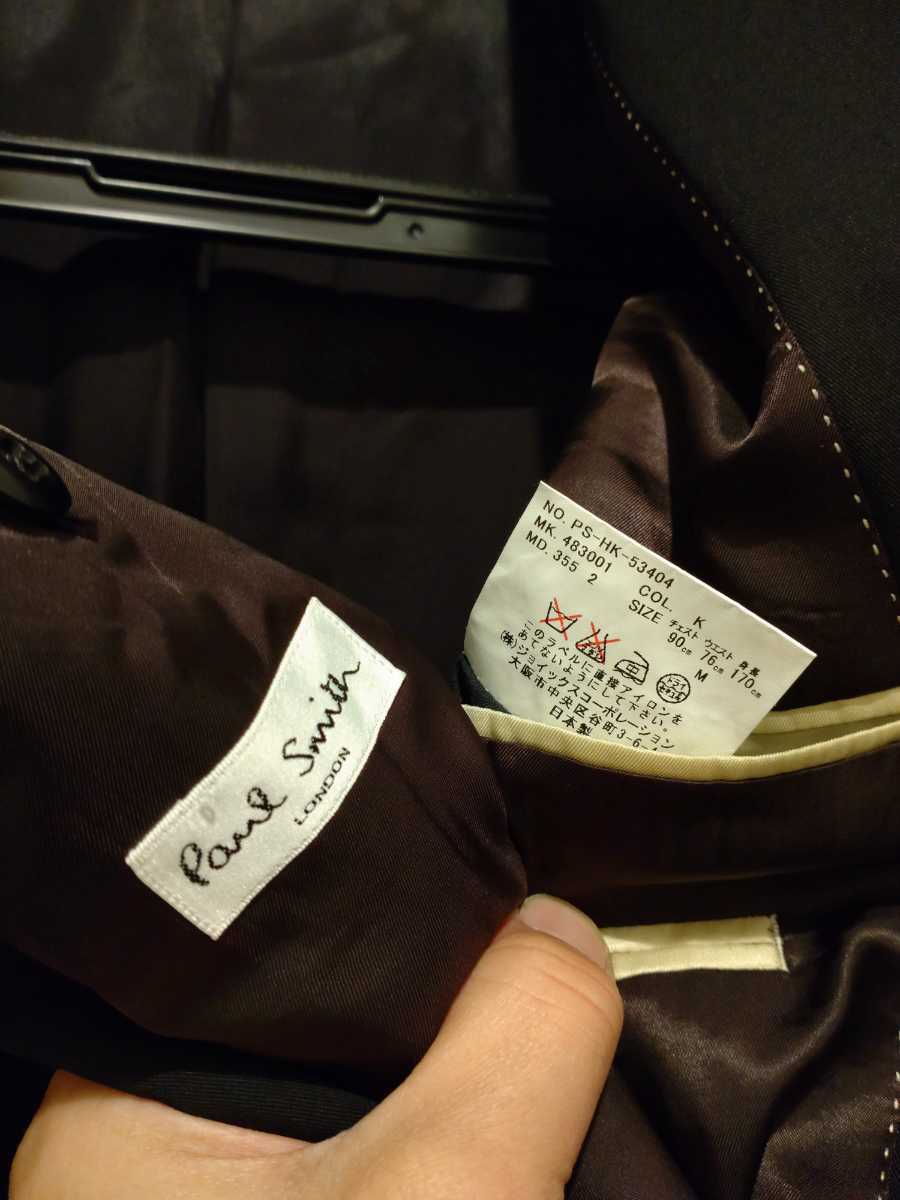 Paul Smith
LONDON
NO. PS-HK-53404
MK. 483001 COL. K
MD. 355 2 SIZE チェスト ウエスト 身長
90cm 76cm 170cm
M
このラベルに直接アイロンを
あてないようにして下さい。
(株)ジョイックスコーポレーション
大阪市中央区谷町3-6-
日本製